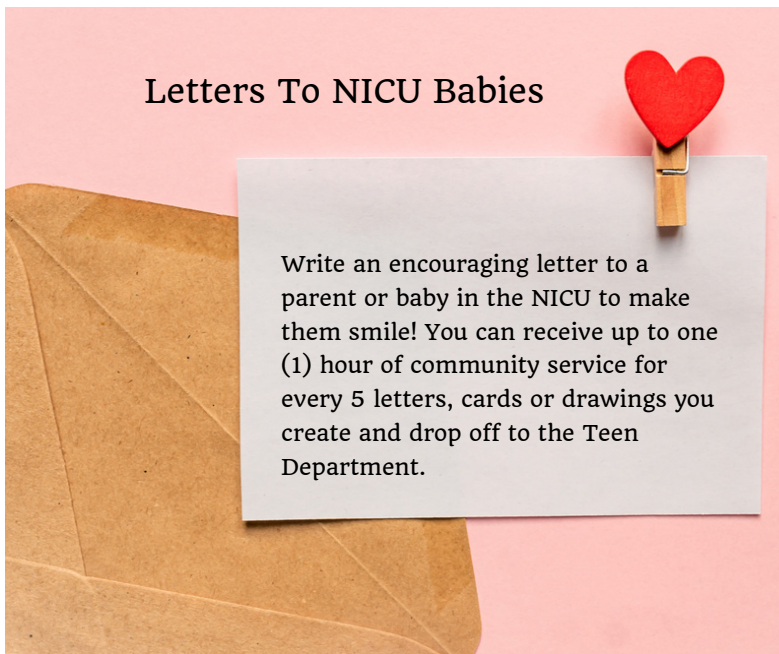 Letters To NICU Babies
Write an encouraging letter to a
parent or baby in the NICU to make
them smile! You can receive up to one
(1) hour of community service for
every 5 letters, cards or drawings you
create and drop off to the Teen
Department.